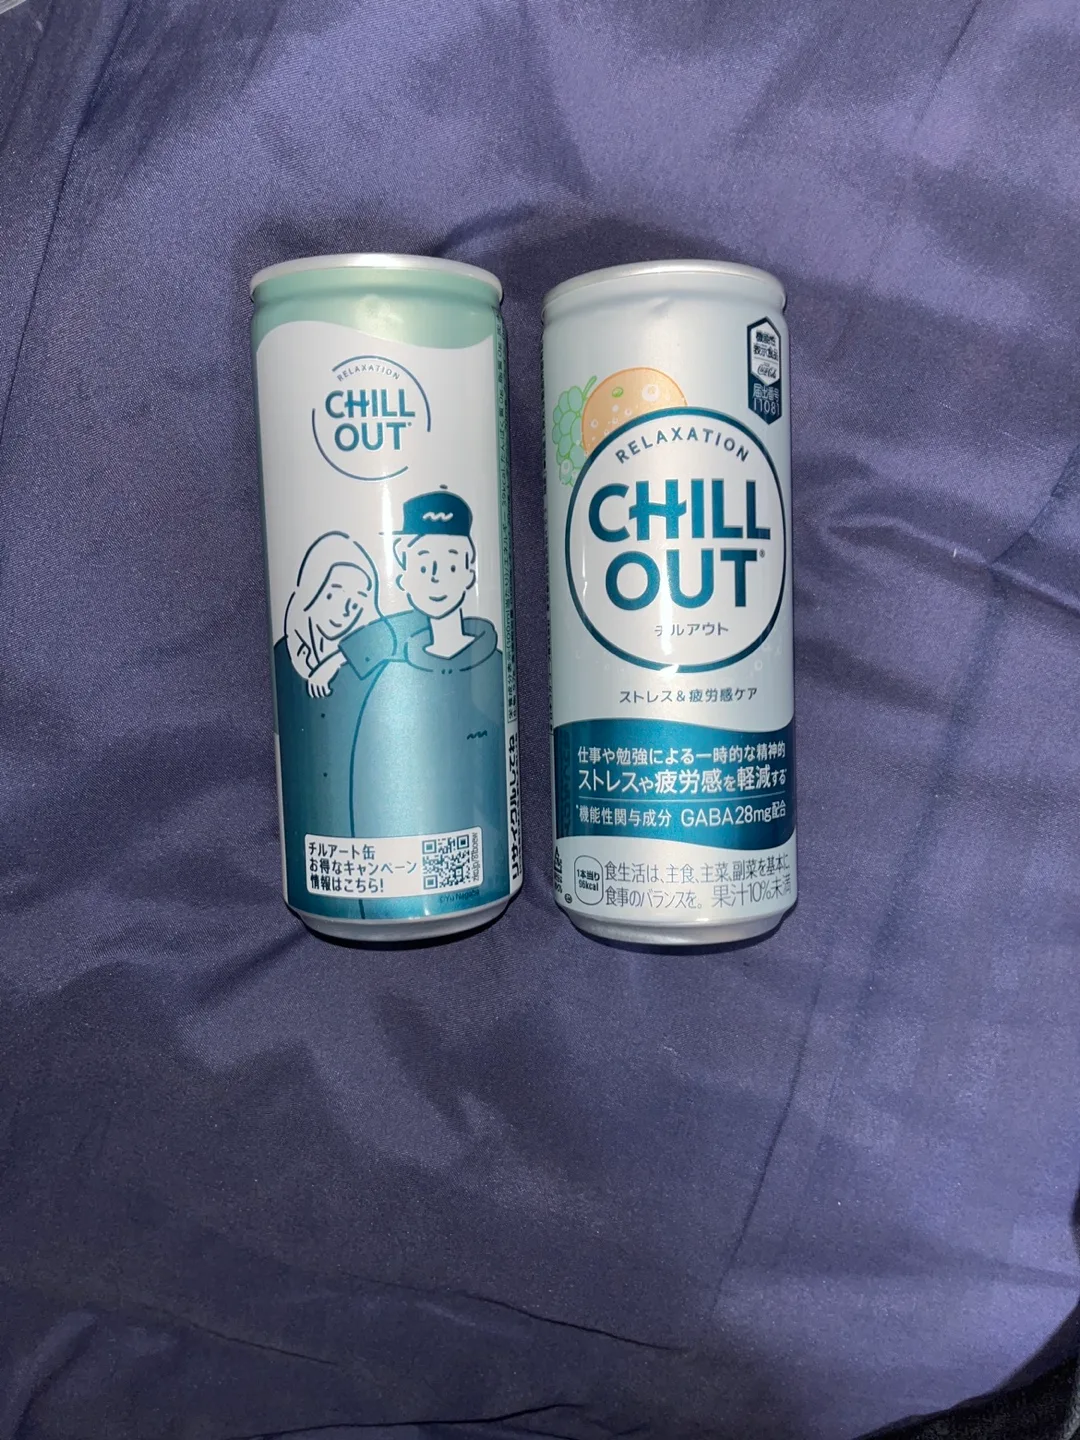 RELAXATION
CHILL
OUT
チルアート缶
お得なキャンペーン
情報はこちら!
©Yu Nagaba
機能性
表示食品
Coca-Cola
届出番号
I1081
RELAXATION
CHILL
OUT®
チルアウト
ストレス&疲労感ケア
仕事や勉強による一時的な精神的
ストレスや疲労感を軽減する*
*機能性関与成分 GABA28mg配合
1本当り
96kcal
食生活は、主食、主菜、副菜を基本に、
食事のバランスを。果汁10%未満